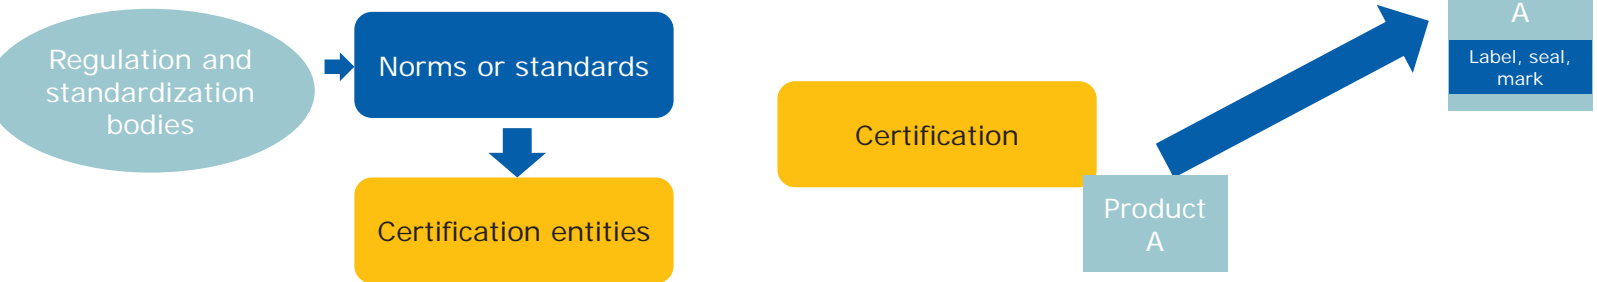 Regulation and
standardization
bodies
Norms or standards
Certification entities
Certification
Product
A
A
Label, seal,
mark